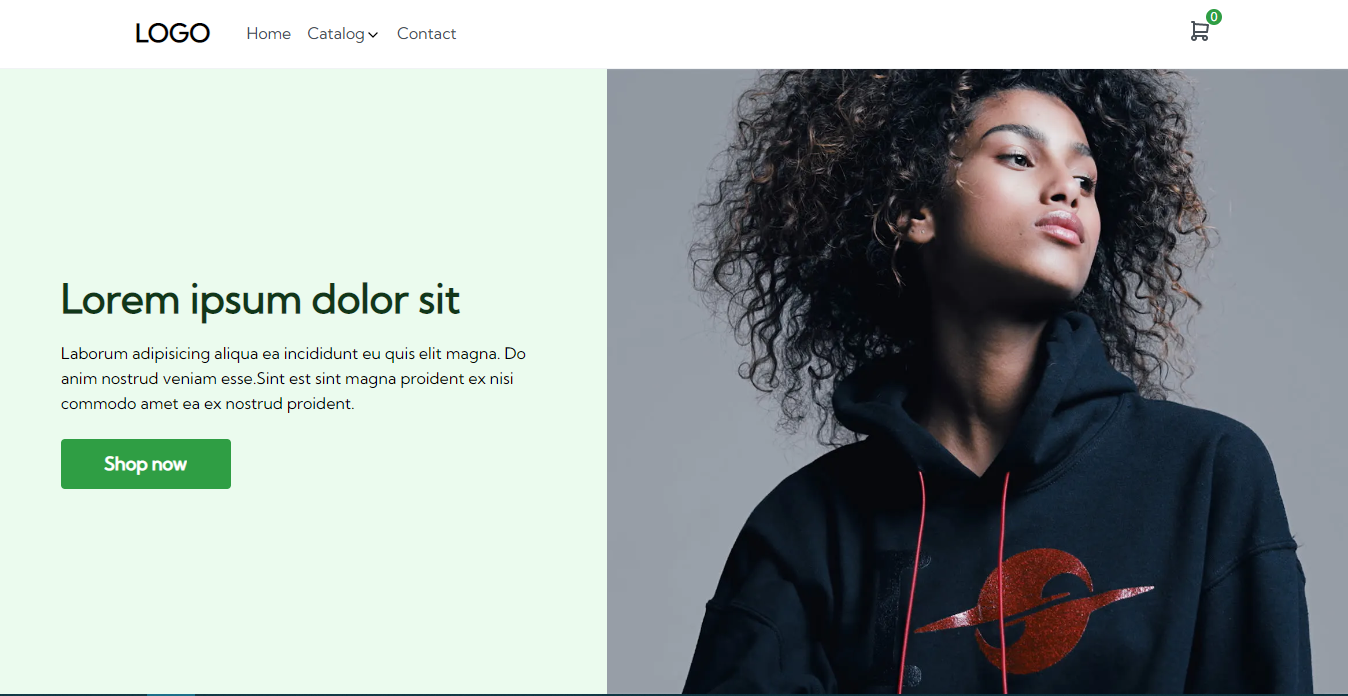 LOGO
Home
Catalog
Contact
0
Lorem ipsum dolor sit
Laborum adipisicing aliqua ea incididunt eu quis elit magna. Do
anim nostrud veniam esse.Sint est sint magna proident ex nisi
commodo amet ea ex nostrud proident.
Shop now